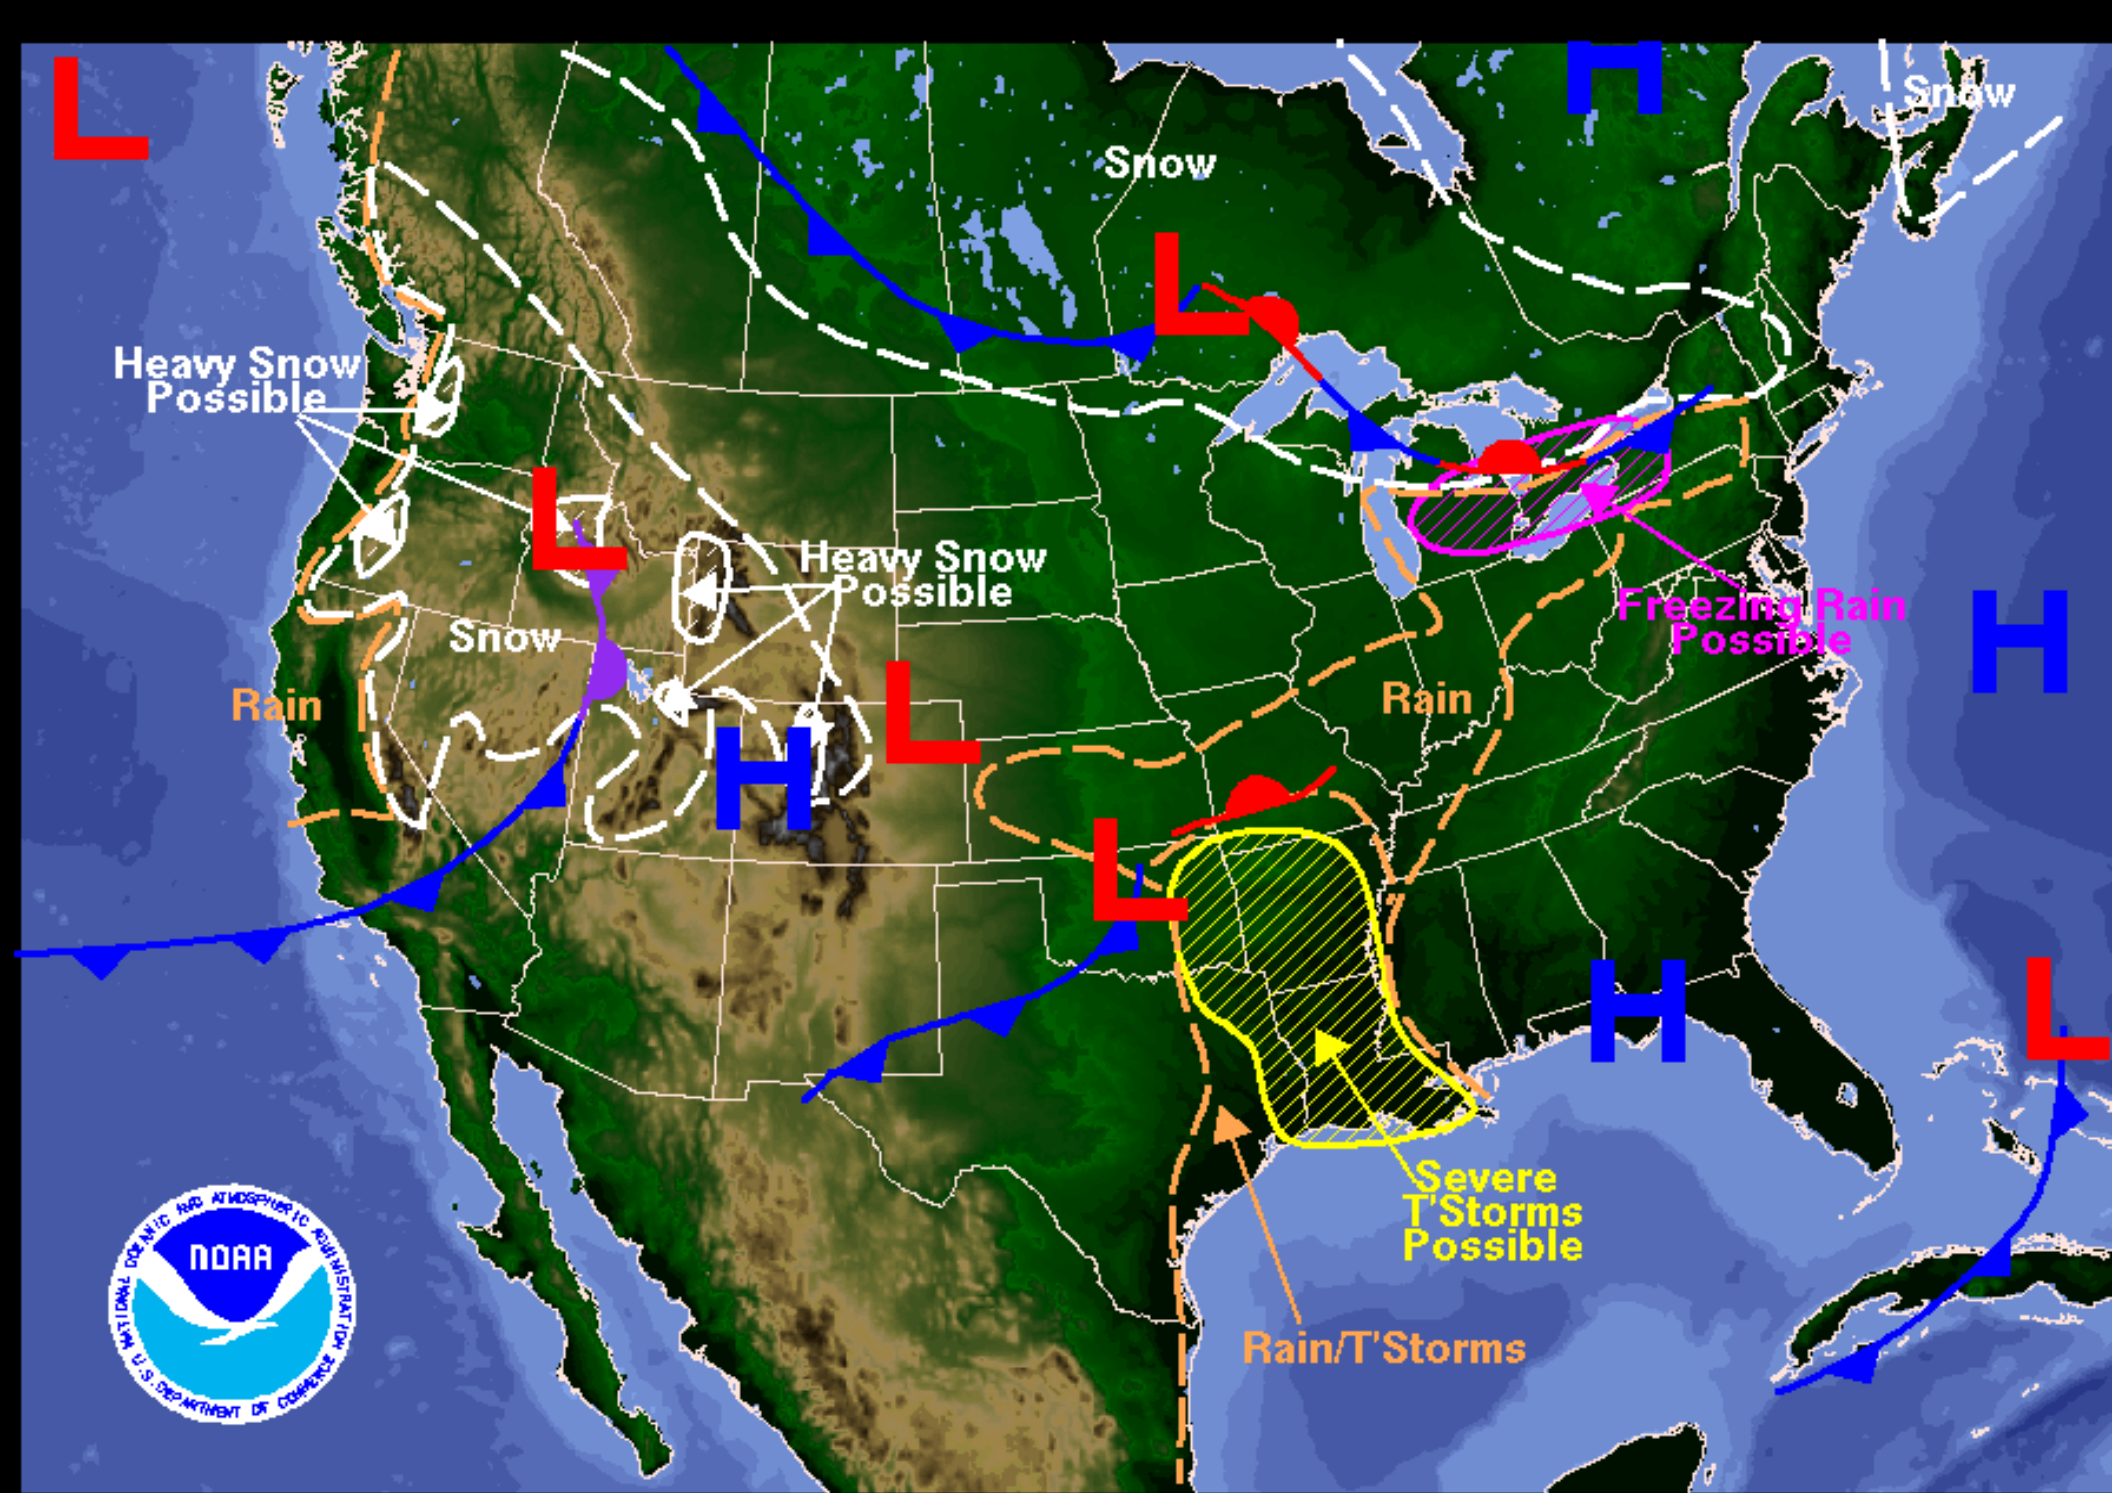 L
H
Snow
Snow
L
Heavy Snow
Possible
L
Heavy Snow
Possible
Freezing Rain
Possible
H
Snow
Rain
L
Rain
H
L
H
L
Severe
T'Storms
Possible
Rain/T'Storms
NATIONAL OCEANIC AND ATMOSPHERIC ADMINISTRATION
NOAA
U.S. DEPARTMENT OF COMMERCE